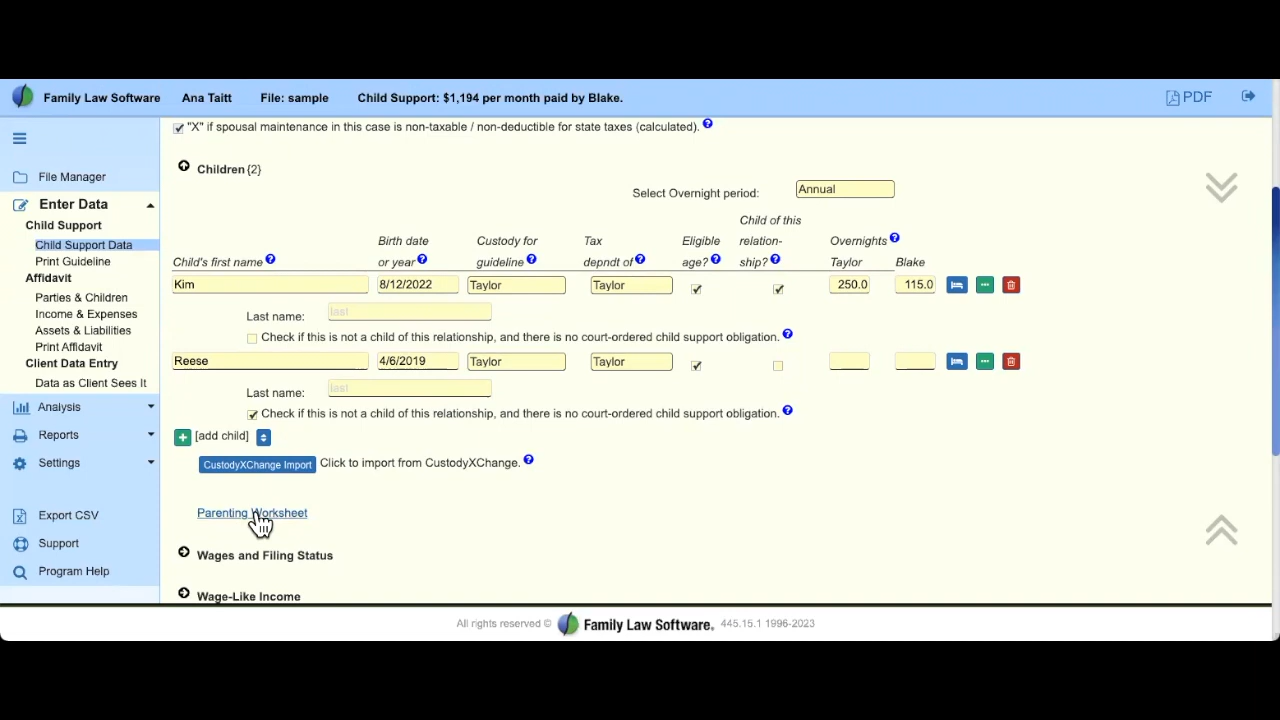 Family Law Software Ana Taitt File: sample Child Support: $1,194 per month paid by Blake. PDF
"X" if spousal maintenance in this case is non-taxable / non-deductible for state taxes (calculated). ?
File Manager
Enter Data
Child Support
Child Support Data
Print Guideline
Affidavit
Parties & Children
Income & Expenses
Assets & Liabilities
Print Affidavit
Client Data Entry
Data as Client Sees It
Analysis
Reports
Settings
Export CSV
Support
Program Help
Children {2}
Select Overnight period: Annual
Child of this
Birth date Custody for Tax Eligible relation- Overnights ?
Child's first name ? or year ? guideline ? depndt of ? age? ? ship? ? Taylor Blake
Kim 8/12/2022 Taylor Taylor 250.0 115.0
Last name: last
Check if this is not a child of this relationship, and there is no court-ordered child support obligation. ?
Reese 4/6/2019 Taylor Taylor
Last name: last
Check if this is not a child of this relationship, and there is no court-ordered child support obligation. ?
+ [add child]
CustodyXChange Import Click to import from CustodyXChange. ?
Parenting Worksheet
Wages and Filing Status
Wage-Like Income
All rights reserved © Family Law Software. 445.15.1 1996-2023